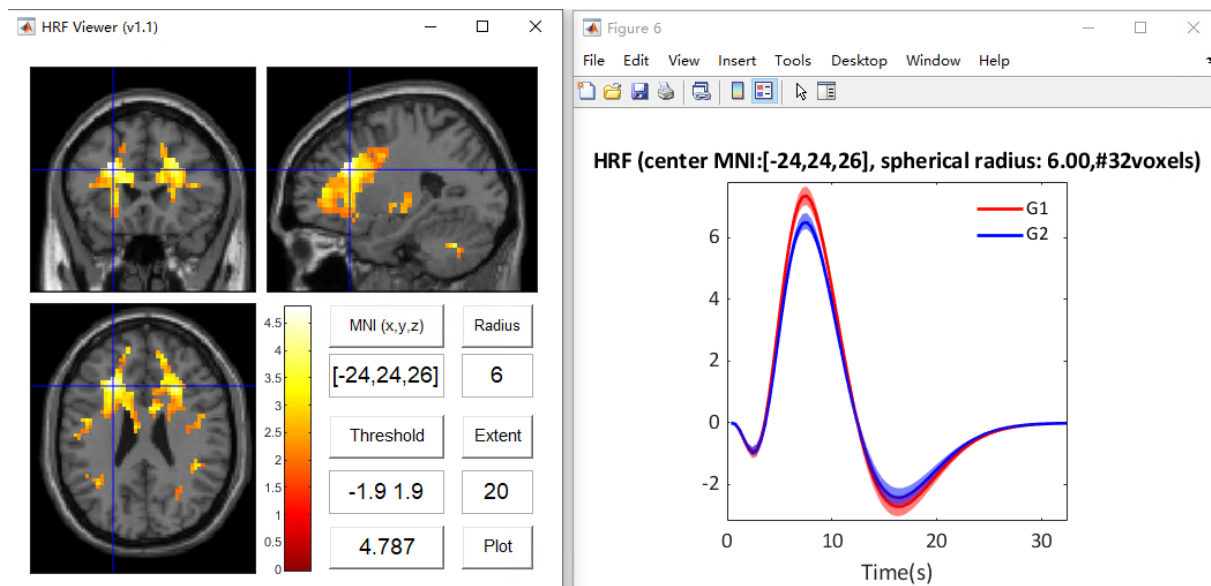 HRF Viewer (v1.1)
4.5
4
3.5
3
2.5
2
1.5
1
0.5
0
MNI (x,y,z)
Radius
[-24,24,26]
6
Threshold
Extent
-1.9 1.9
20
4.787
Plot
Figure 6
File Edit View Insert Tools Desktop Window Help
HRF (center MNI:[-24,24,26], spherical radius: 6.00,#32voxels)
G1
G2
6
4
2
0
-2
0 10 20 30
Time(s)